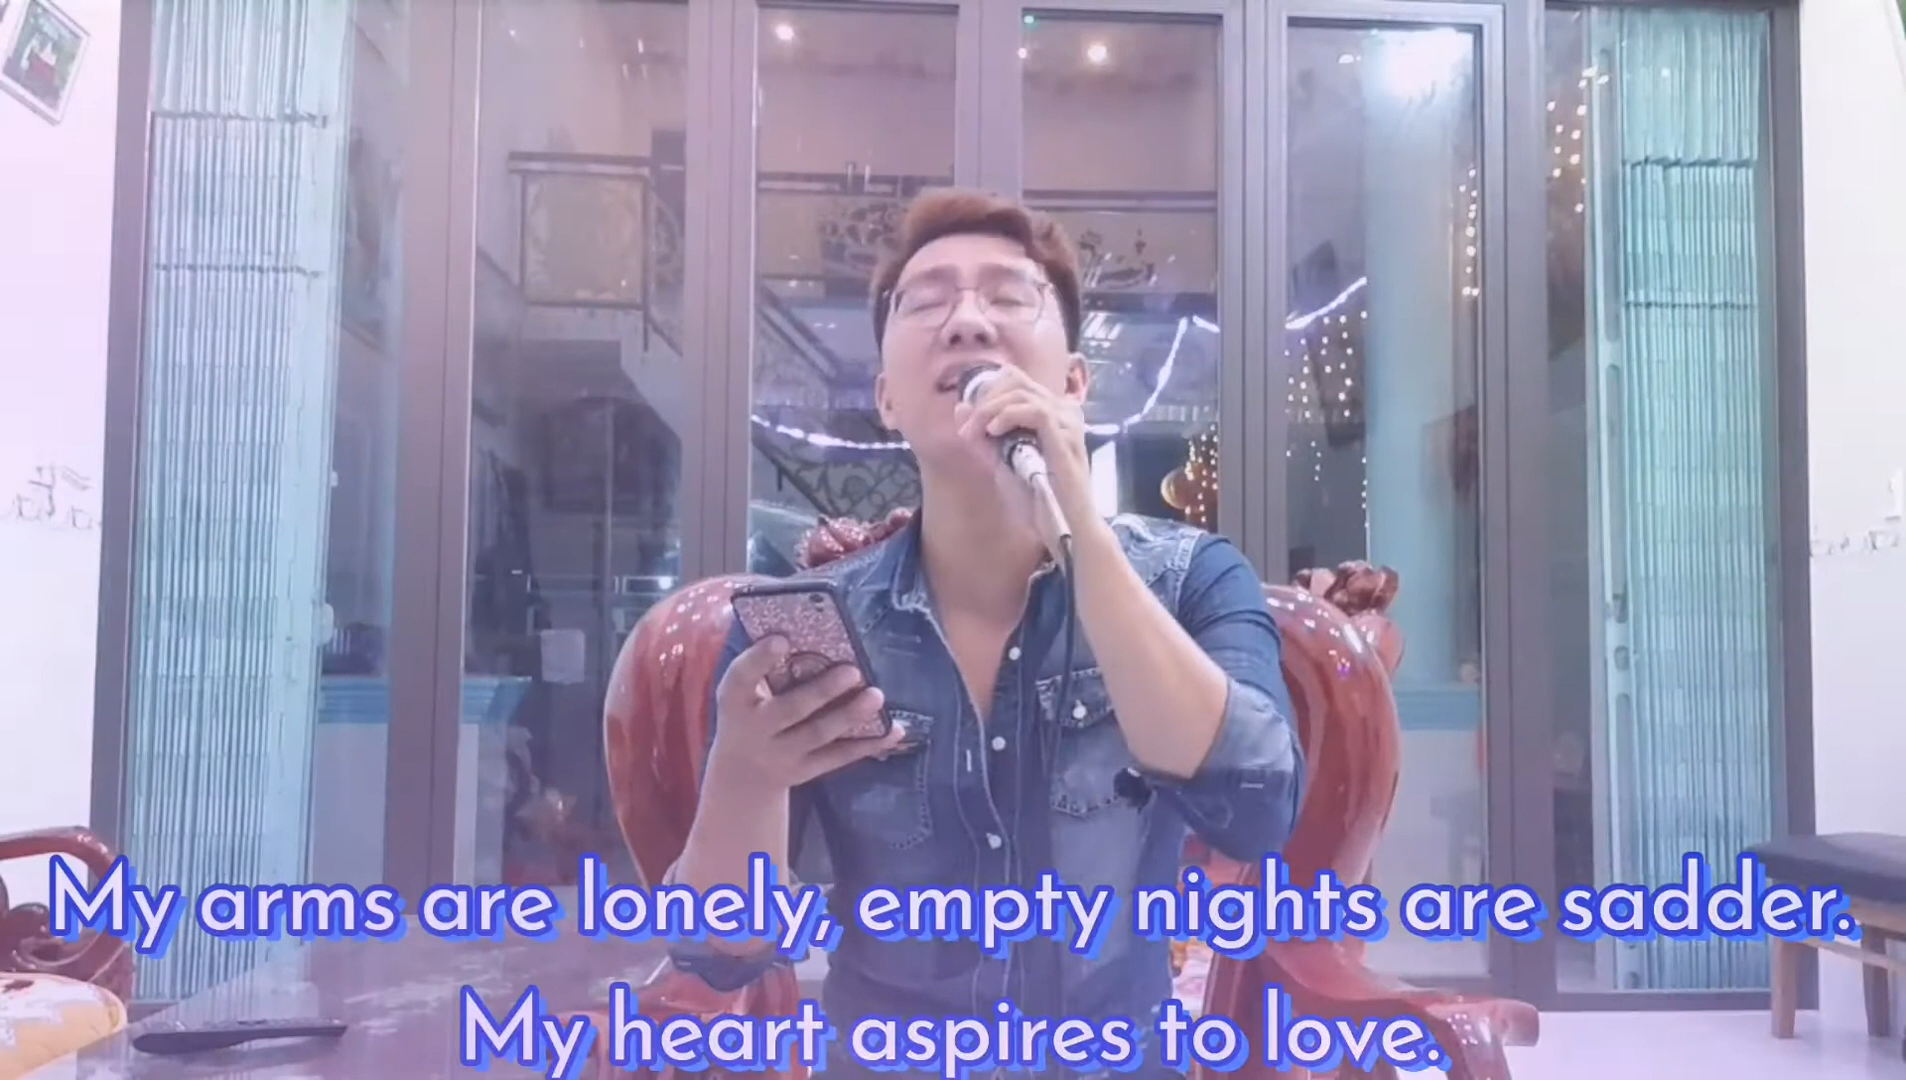 My arms are lonely, empty nights are sadder.
My heart aspires to love.